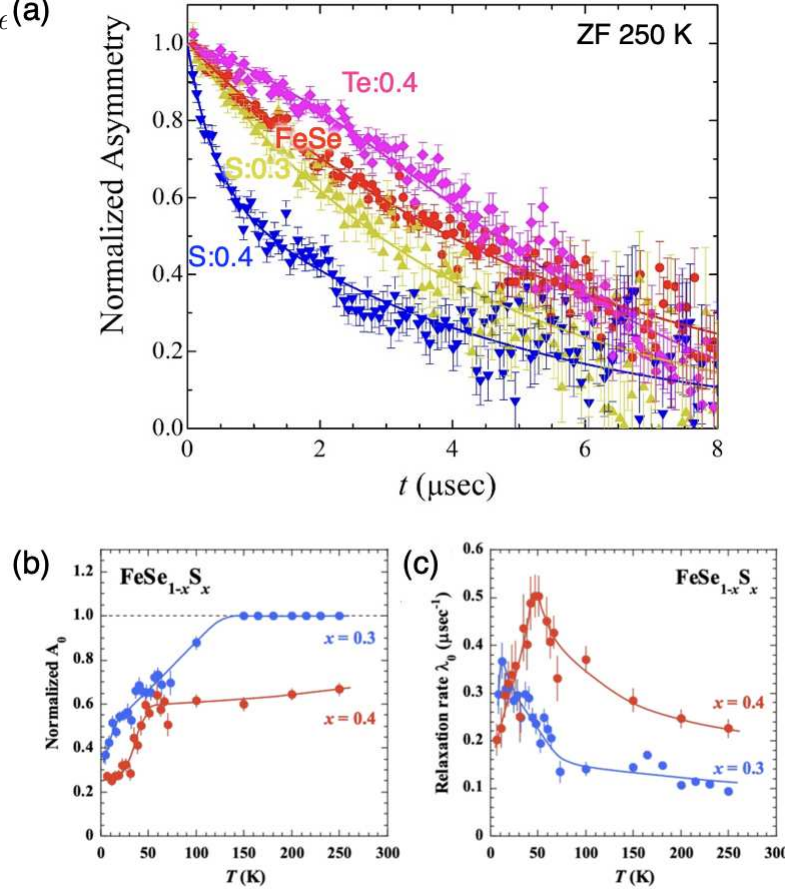 ϵ
(a)
ZF 250 K
Te:0.4
FeSe
S:0.3
S:0.4
Normalized Asymmetry
1.0
0.8
0.6
0.4
0.2
0.0
0 2 4 6 8
t (μsec)
(b)
FeSe1-xSx
x = 0.3
x = 0.4
Normalized A0
1.2
1.0
0.8
0.6
0.4
0.2
0
0 50 100 150 200 250 300
T (K)
(c)
FeSe1-xSx
x = 0.4
x = 0.3
Relaxation rate λ0 (μsec-1)
0.6
0.5
0.4
0.3
0.2
0.1
0
0 50 100 150 200 250 300
T (K)